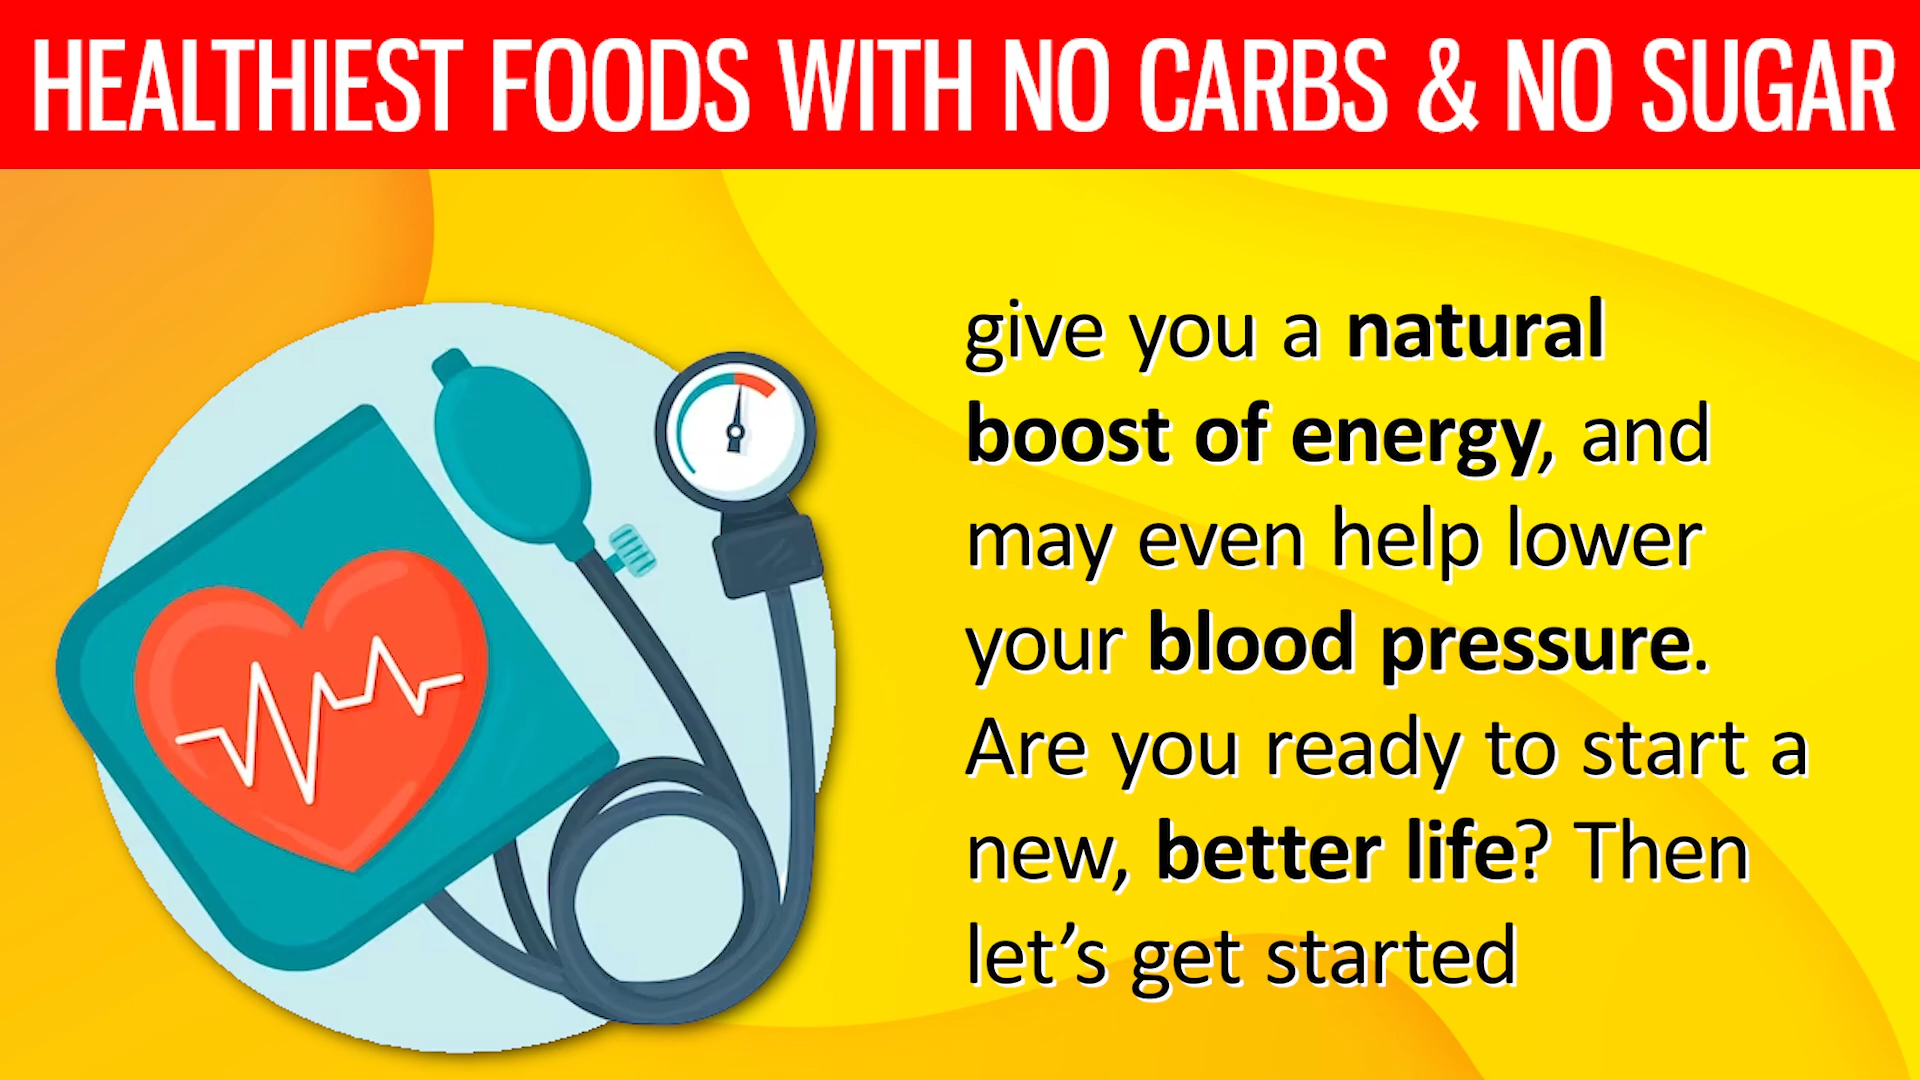 HEALTHIEST FOODS WITH NO CARBS & NO SUGAR
give you a natural
boost of energy, and
may even help lower
your blood pressure.
Are you ready to start a
new, better life? Then
let’s get started